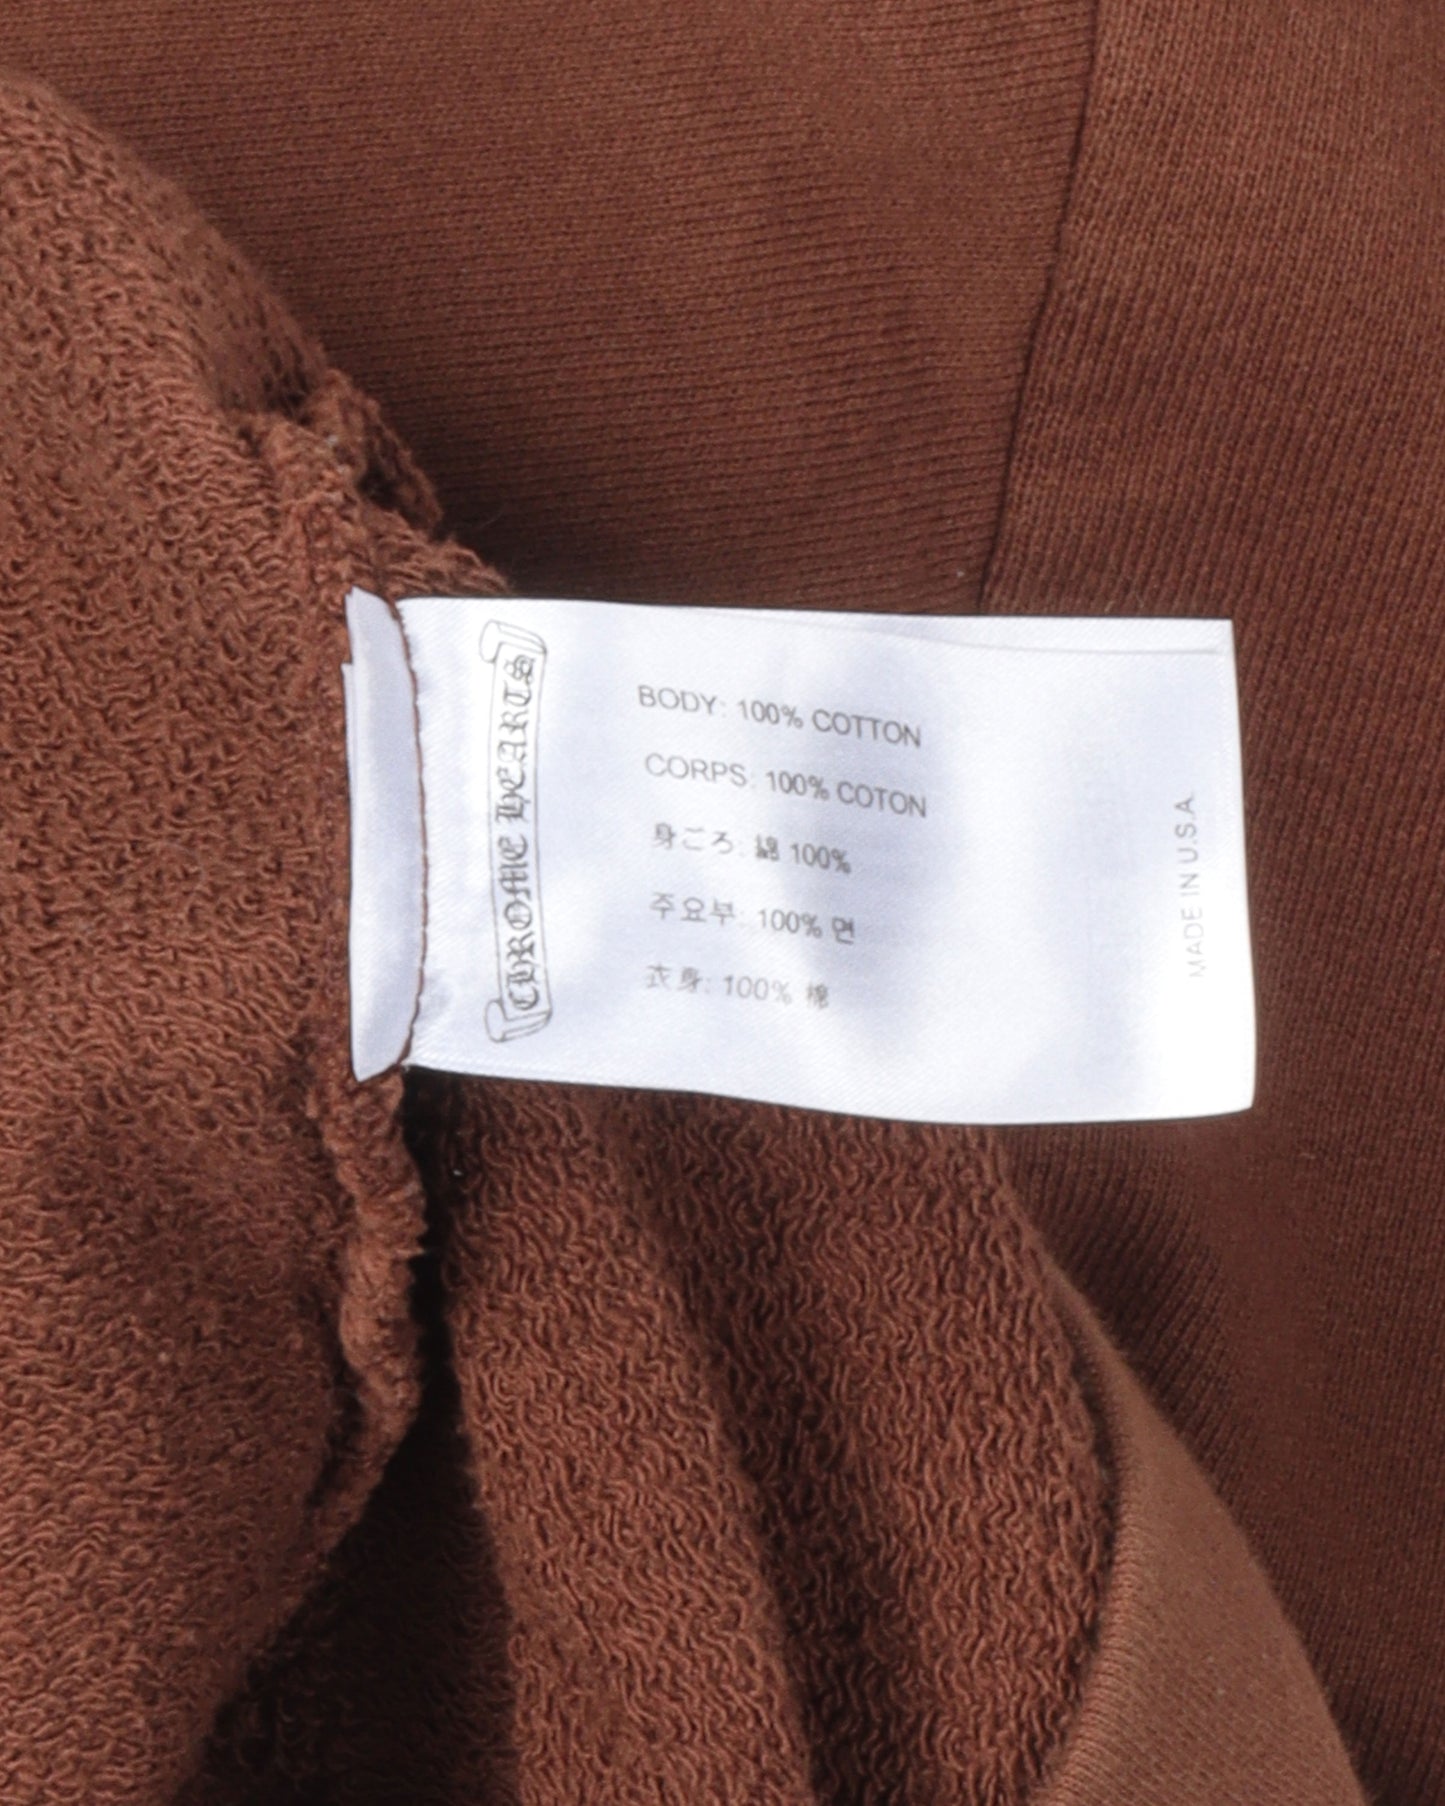 CHROME HEARTS
BODY: 100% COTTON
CORPS: 100% COTON
身ごろ: 綿 100%
주요부: 100% 면
衣身: 100% 棉
MADE IN U.S.A.